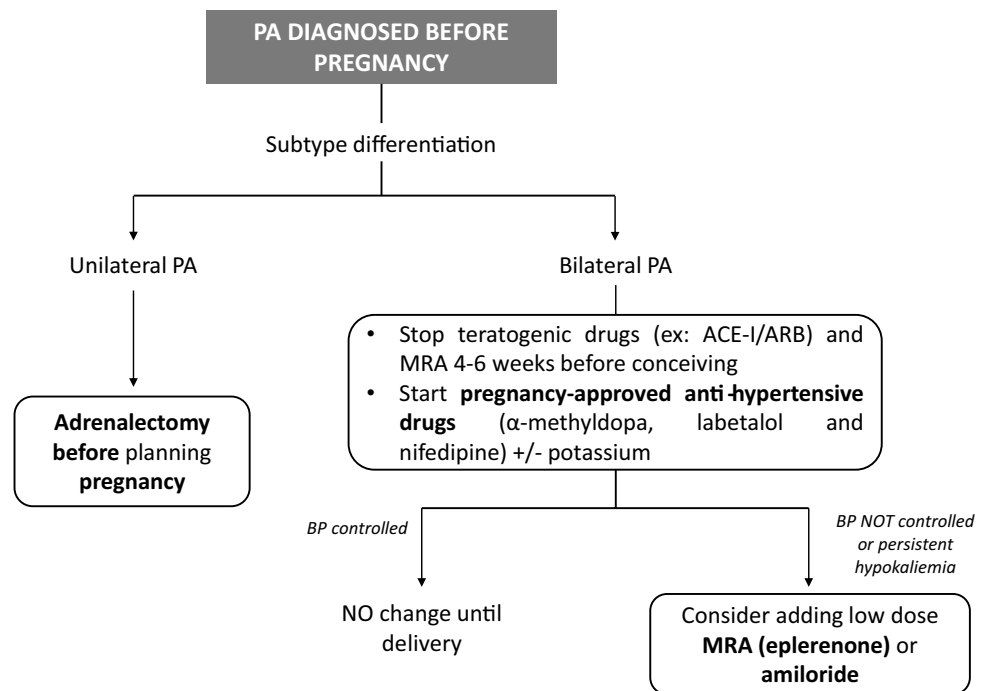 PA DIAGNOSED BEFORE
PREGNANCY
Subtype differentiation
Unilateral PA
Bilateral PA
Adrenalectomy
before planning
pregnancy
• Stop teratogenic drugs (ex: ACE-I/ARB) and
MRA 4-6 weeks before conceiving
• Start pregnancy-approved anti-hypertensive
drugs (α-methyldopa, labetalol and
nifedipine) +/- potassium
BP controlled
BP NOT controlled
or persistent
hypokaliemia
NO change until
delivery
Consider adding low dose
MRA (eplerenone) or
amiloride